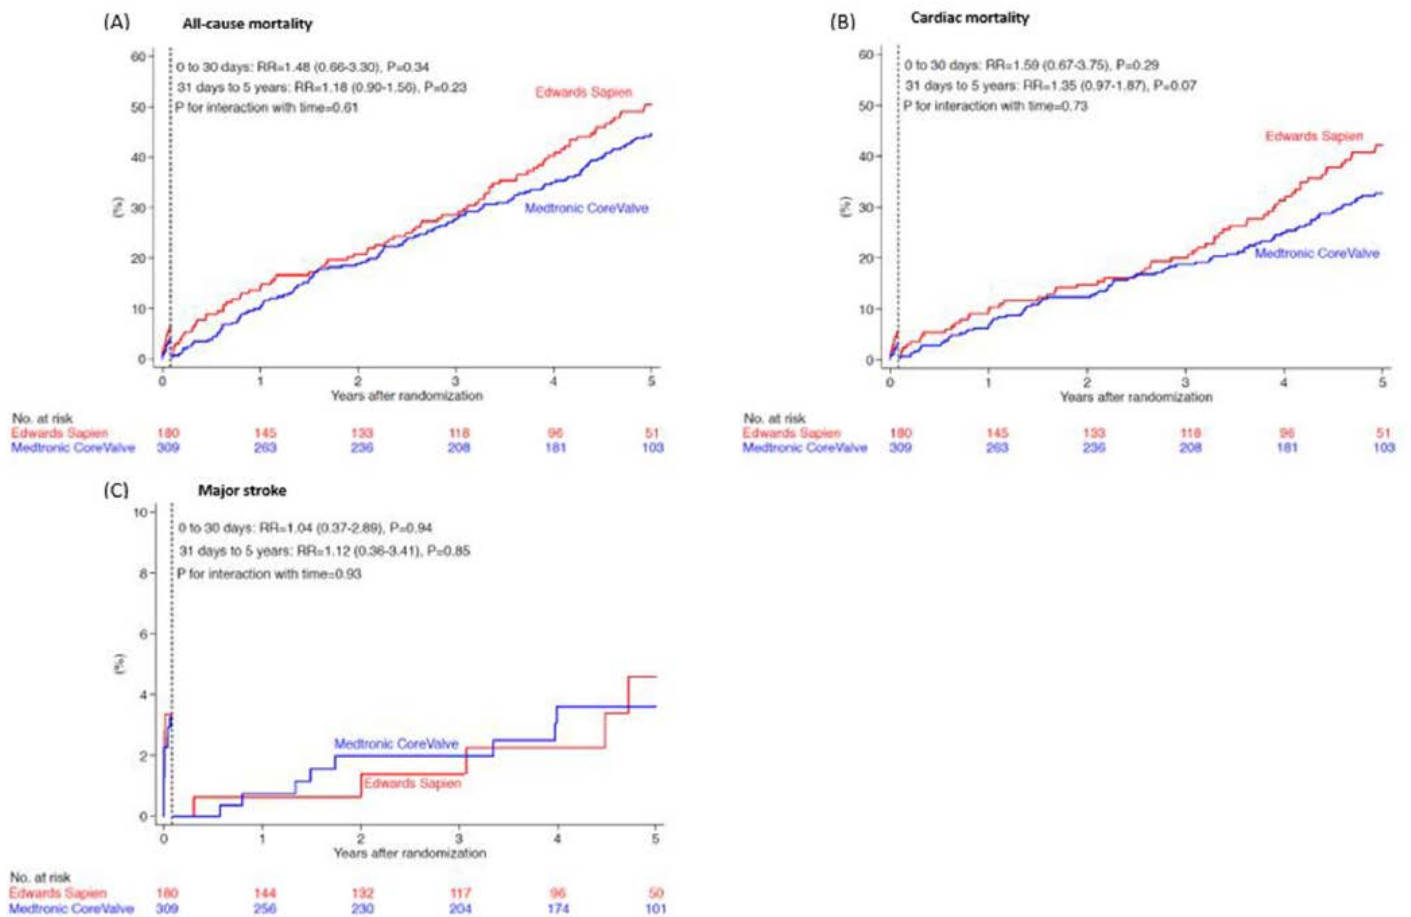 (A) All-cause mortality
60
0 to 30 days: RR=1.48 (0.66-3.30), P=0.34
31 days to 5 years: RR=1.18 (0.90-1.56), P=0.23
P for interaction with time=0.61
50
40
30
20
10
0
(%)
Edwards Sapien
Medtronic CoreValve
0 1 2 3 4 5
Years after randomization
No. at risk
Edwards Sapien 180 145 133 118 96 51
Medtronic CoreValve 309 263 236 208 181 103
(B) Cardiac mortality
60
0 to 30 days: RR=1.59 (0.67-3.75), P=0.29
31 days to 5 years: RR=1.35 (0.97-1.87), P=0.07
P for interaction with time=0.73
50
40
30
20
10
0
(%)
Edwards Sapien
Medtronic CoreValve
0 1 2 3 4 5
Years after randomization
No. at risk
Edwards Sapien 180 145 133 118 96 51
Medtronic CoreValve 309 263 236 208 181 103
(C) Major stroke
10
0 to 30 days: RR=1.04 (0.37-2.89), P=0.94
31 days to 5 years: RR=1.12 (0.36-3.41), P=0.85
P for interaction with time=0.93
8
6
4
2
0
(%)
Medtronic CoreValve
Edwards Sapien
0 1 2 3 4 5
Years after randomization
No. at risk
Edwards Sapien 180 144 132 117 96 50
Medtronic CoreValve 309 256 230 204 174 101